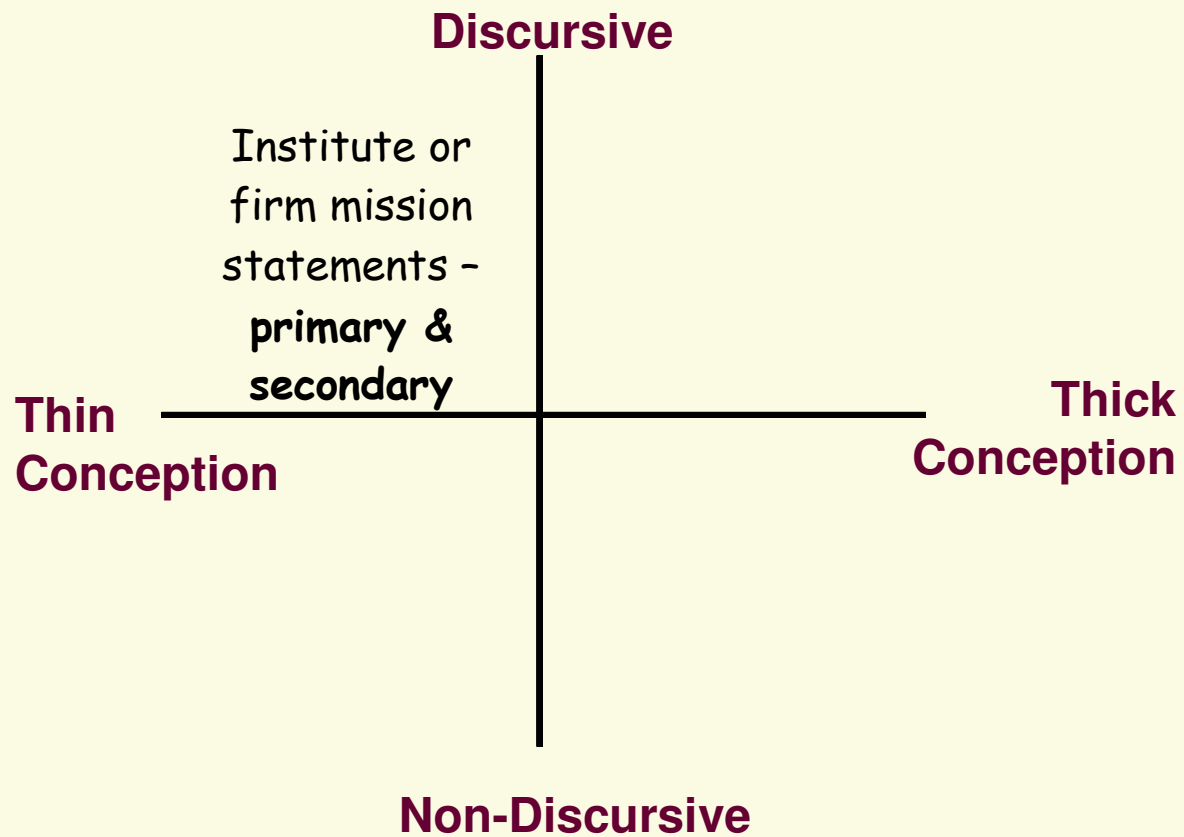 Discursive
Institute or
firm mission
statements –
primary &
secondary
Thin
Conception
Thick
Conception
Non-Discursive